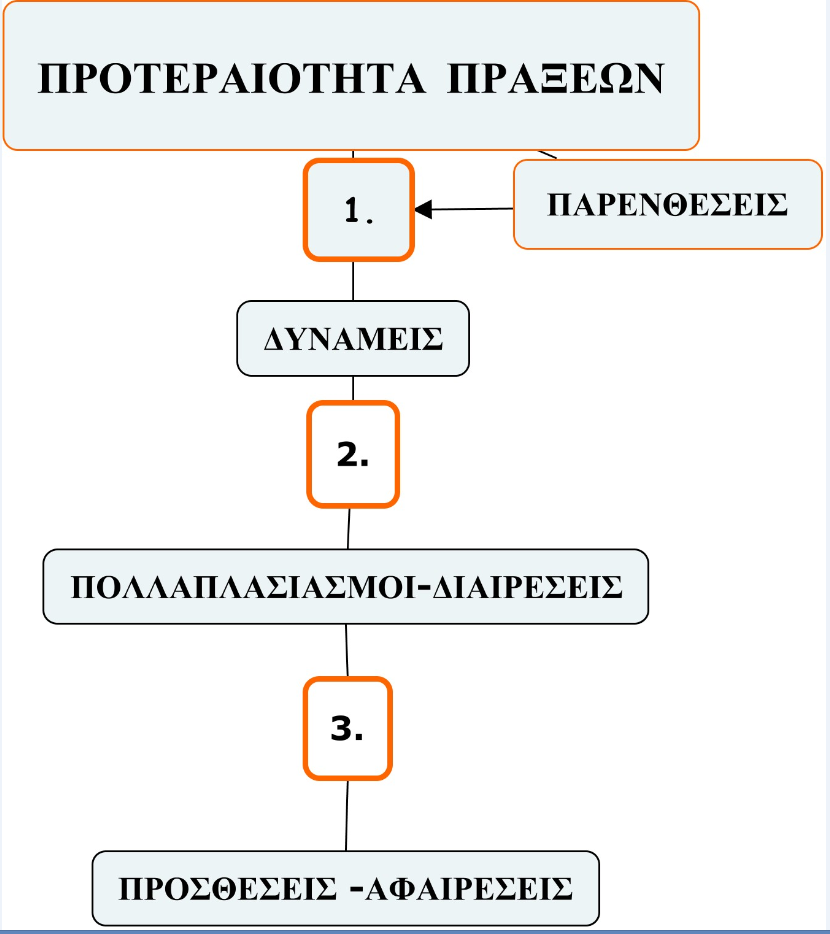 ΠΡΟΤΕΡΑΙΟΤΗΤΑ ΠΡΑΞΕΩΝ
1.
ΠΑΡΕΝΘΕΣΕΙΣ
ΔΥΝΑΜΕΙΣ
2.
ΠΟΛΛΑΠΛΑΣΙΑΣΜΟΙ-ΔΙΑΙΡΕΣΕΙΣ
3.
ΠΡΟΣΘΕΣΕΙΣ -ΑΦΑΙΡΕΣΕΙΣ